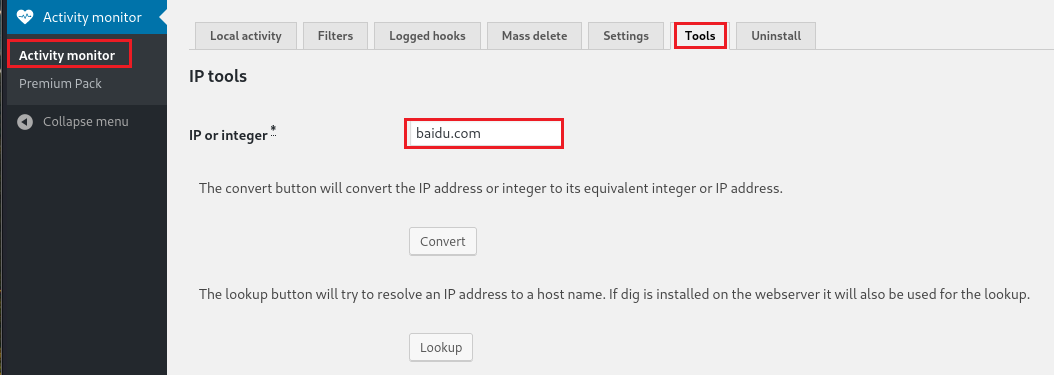 Activity monitor
Activity monitor
Premium Pack
Collapse menu
Local activity Filters Logged hooks Mass delete Settings Tools Uninstall
IP tools
IP or integer * baidu.com
The convert button will convert the IP address or integer to its equivalent integer or IP address.
Convert
The lookup button will try to resolve an IP address to a host name. If dig is installed on the webserver it will also be used for the lookup.
Lookup